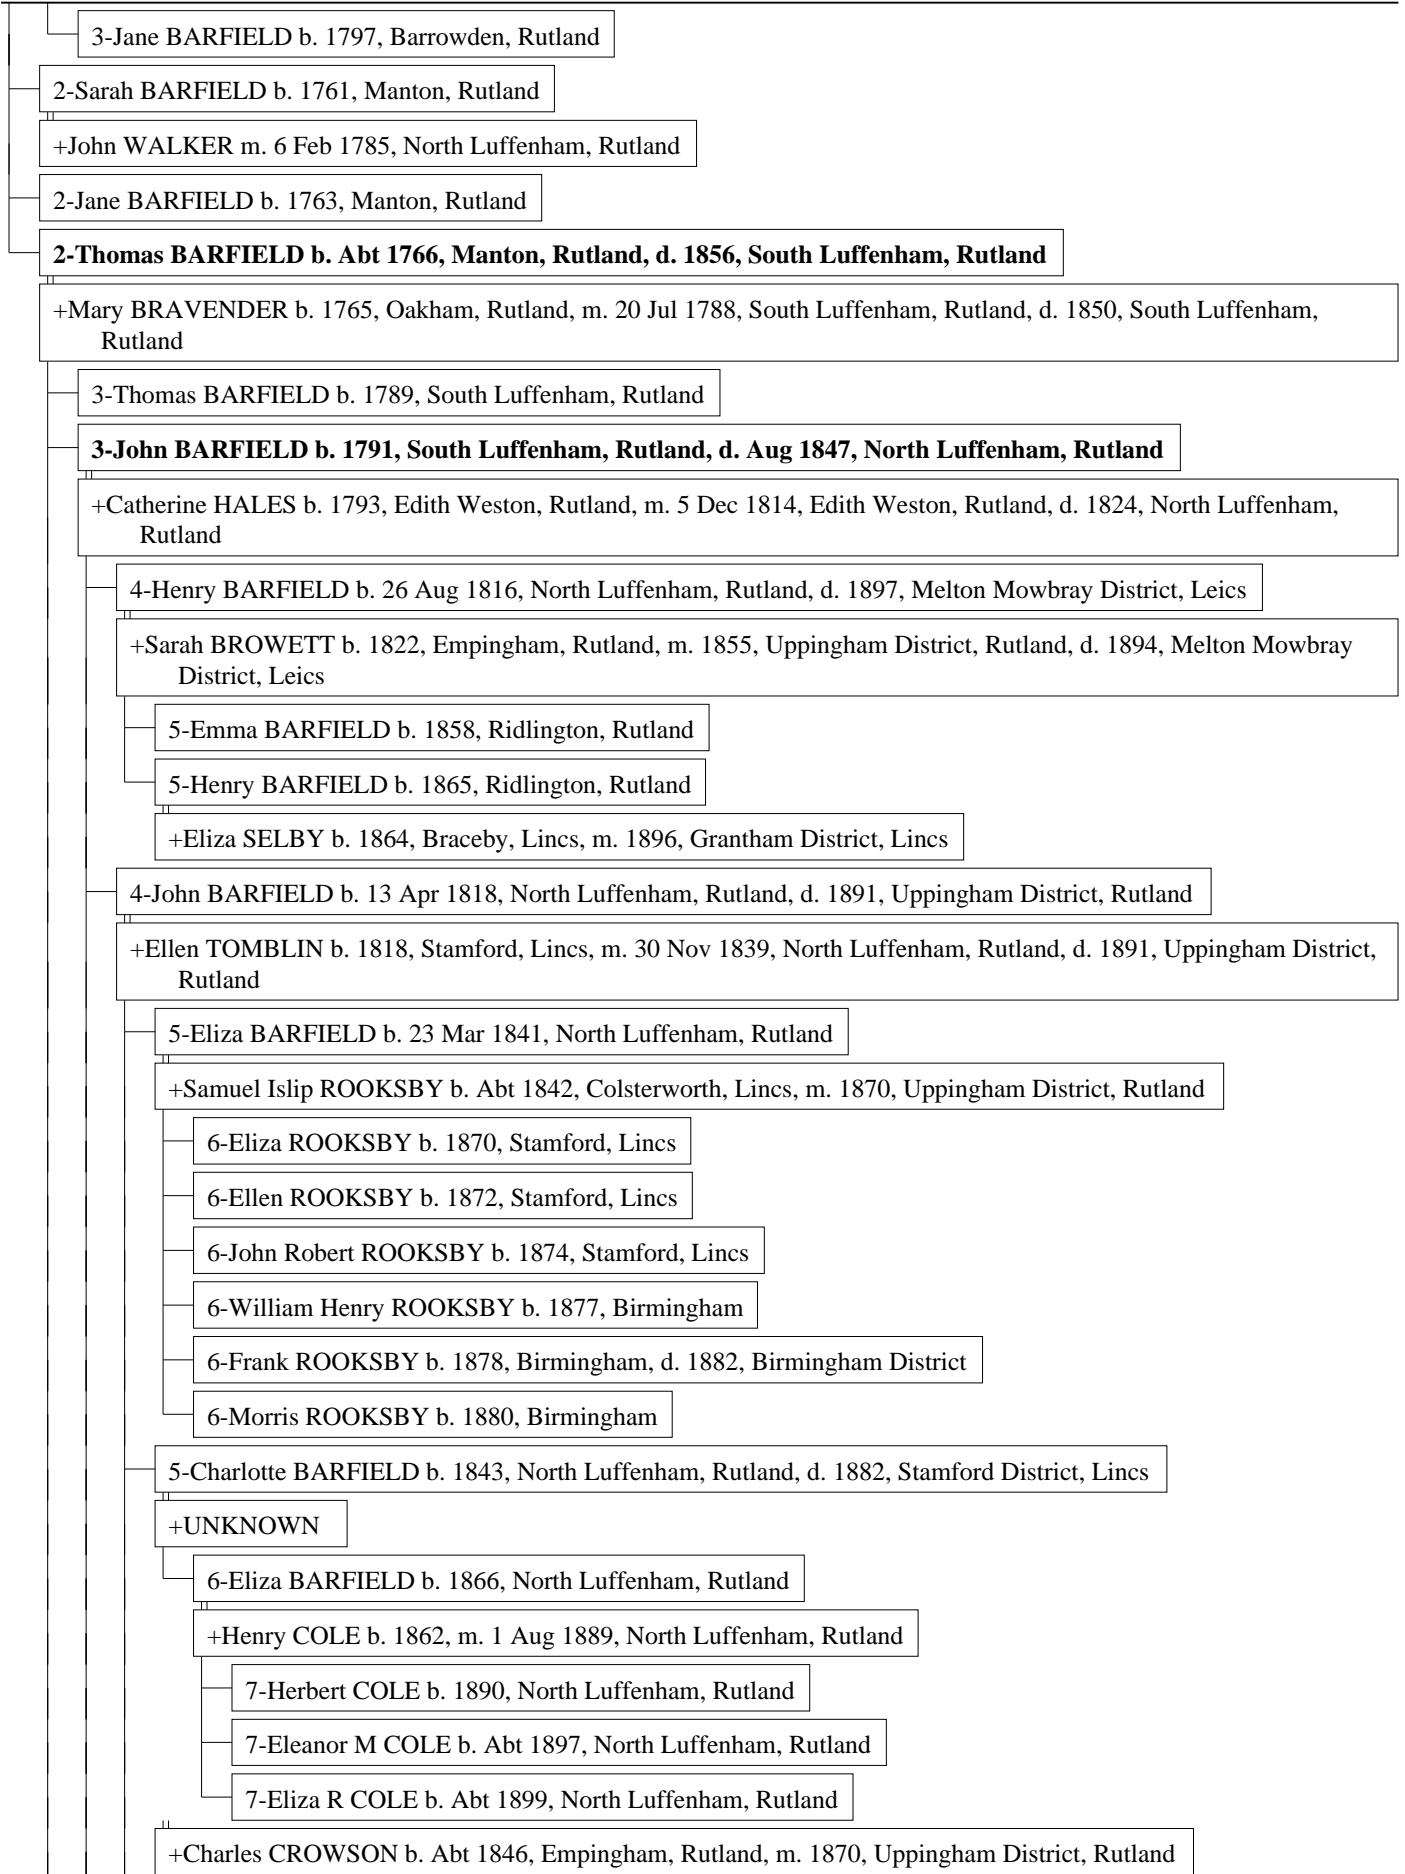 3-Jane BARFIELD b. 1797, Barrowden, Rutland
2-Sarah BARFIELD b. 1761, Manton, Rutland
+John WALKER m. 6 Feb 1785, North Luffenham, Rutland
2-Jane BARFIELD b. 1763, Manton, Rutland
2-Thomas BARFIELD b. Abt 1766, Manton, Rutland, d. 1856, South Luffenham, Rutland
+Mary BRAVENDER b. 1765, Oakham, Rutland, m. 20 Jul 1788, South Luffenham, Rutland, d. 1850, South Luffenham,
Rutland
3-Thomas BARFIELD b. 1789, South Luffenham, Rutland
3-John BARFIELD b. 1791, South Luffenham, Rutland, d. Aug 1847, North Luffenham, Rutland
+Catherine HALES b. 1793, Edith Weston, Rutland, m. 5 Dec 1814, Edith Weston, Rutland, d. 1824, North Luffenham,
Rutland
4-Henry BARFIELD b. 26 Aug 1816, North Luffenham, Rutland, d. 1897, Melton Mowbray District, Leics
+Sarah BROWETT b. 1822, Empingham, Rutland, m. 1855, Uppingham District, Rutland, d. 1894, Melton Mowbray
District, Leics
5-Emma BARFIELD b. 1858, Ridlington, Rutland
5-Henry BARFIELD b. 1865, Ridlington, Rutland
+Eliza SELBY b. 1864, Braceby, Lincs, m. 1896, Grantham District, Lincs
4-John BARFIELD b. 13 Apr 1818, North Luffenham, Rutland, d. 1891, Uppingham District, Rutland
+Ellen TOMBLIN b. 1818, Stamford, Lincs, m. 30 Nov 1839, North Luffenham, Rutland, d. 1891, Uppingham District,
Rutland
5-Eliza BARFIELD b. 23 Mar 1841, North Luffenham, Rutland
+Samuel Islip ROOKSBY b. Abt 1842, Colsterworth, Lincs, m. 1870, Uppingham District, Rutland
6-Eliza ROOKSBY b. 1870, Stamford, Lincs
6-Ellen ROOKSBY b. 1872, Stamford, Lincs
6-John Robert ROOKSBY b. 1874, Stamford, Lincs
6-William Henry ROOKSBY b. 1877, Birmingham
6-Frank ROOKSBY b. 1878, Birmingham, d. 1882, Birmingham District
6-Morris ROOKSBY b. 1880, Birmingham
5-Charlotte BARFIELD b. 1843, North Luffenham, Rutland, d. 1882, Stamford District, Lincs
+UNKNOWN
6-Eliza BARFIELD b. 1866, North Luffenham, Rutland
+Henry COLE b. 1862, m. 1 Aug 1889, North Luffenham, Rutland
7-Herbert COLE b. 1890, North Luffenham, Rutland
7-Eleanor M COLE b. Abt 1897, North Luffenham, Rutland
7-Eliza R COLE b. Abt 1899, North Luffenham, Rutland
+Charles CROWSON b. Abt 1846, Empingham, Rutland, m. 1870, Uppingham District, Rutland